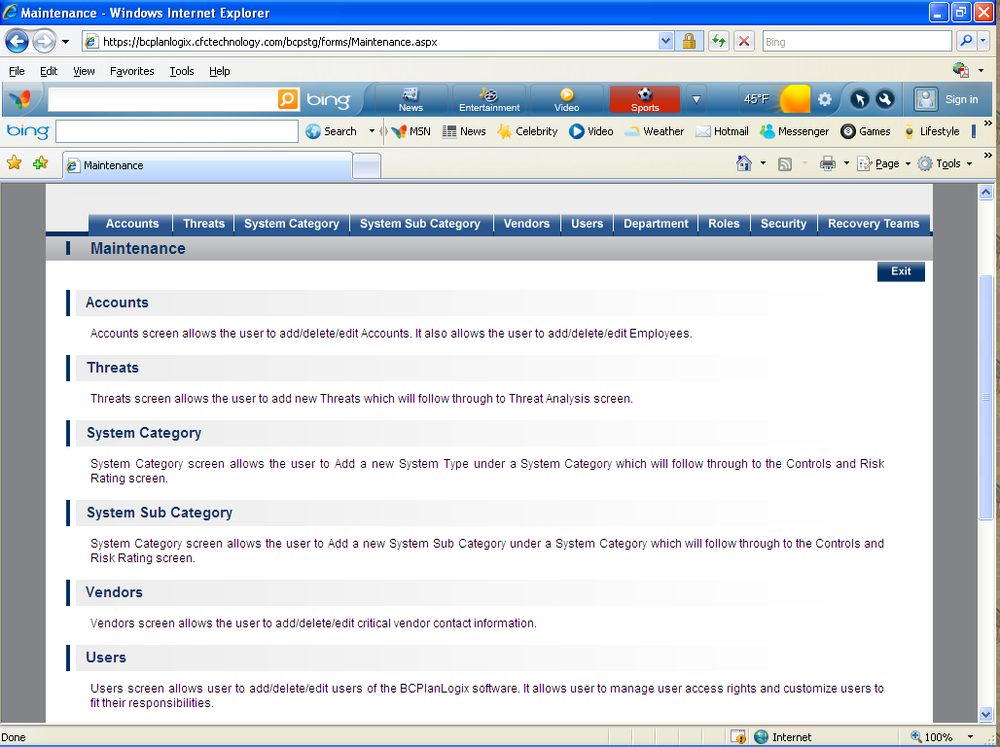 Maintenance - Windows Internet Explorer
https://bcplanlogix.cfctechnology.com/bcpstg/forms/Maintenance.aspx
Bing
File Edit View Favorites Tools Help
bing
News
Entertainment
Video
Sports
45°F
Sign in
bing
Search
MSN
News
Celebrity
Video
Weather
Hotmail
Messenger
Games
Lifestyle
»
Maintenance
Page
Tools
»
Accounts Threats System Category System Sub Category Vendors Users Department Roles Security Recovery Teams
Maintenance
Exit
Accounts
Accounts screen allows the user to add/delete/edit Accounts. It also allows the user to add/delete/edit Employees.
Threats
Threats screen allows the user to add new Threats which will follow through to Threat Analysis screen.
System Category
System Category screen allows the user to Add a new System Type under a System Category which will follow through to the Controls and Risk
Rating screen.
System Sub Category
System Category screen allows the user to Add a new System Sub Category under a System Category which will follow through to the Controls and
Risk Rating screen.
Vendors
Vendors screen allows the user to add/delete/edit critical vendor contact information.
Users
Users screen allows user to add/delete/edit users of the BCPlanLogix software. It allows user to manage user access rights and customize users to
fit their responsibilities.
Done
Internet
100%